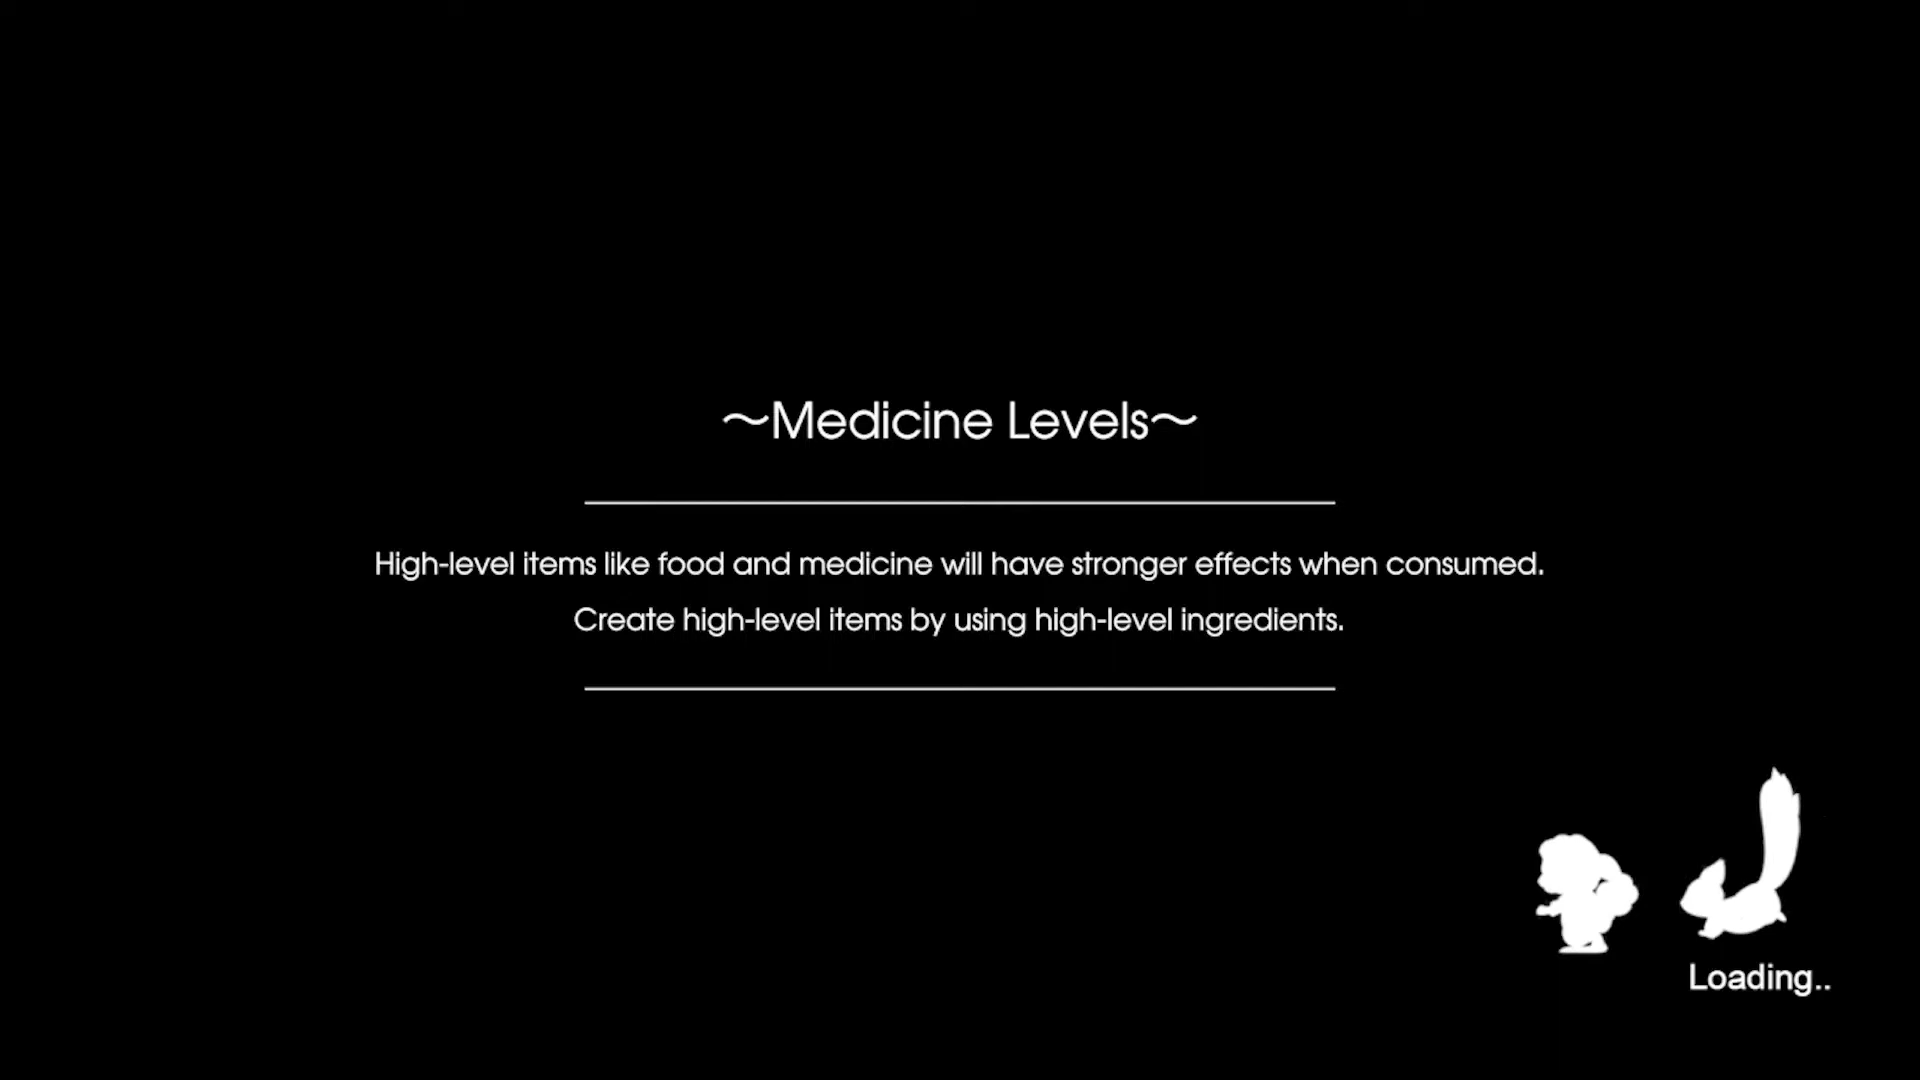 ～Medicine Levels～
High-level items like food and medicine will have stronger effects when consumed.
Create high-level items by using high-level ingredients.
Loading..